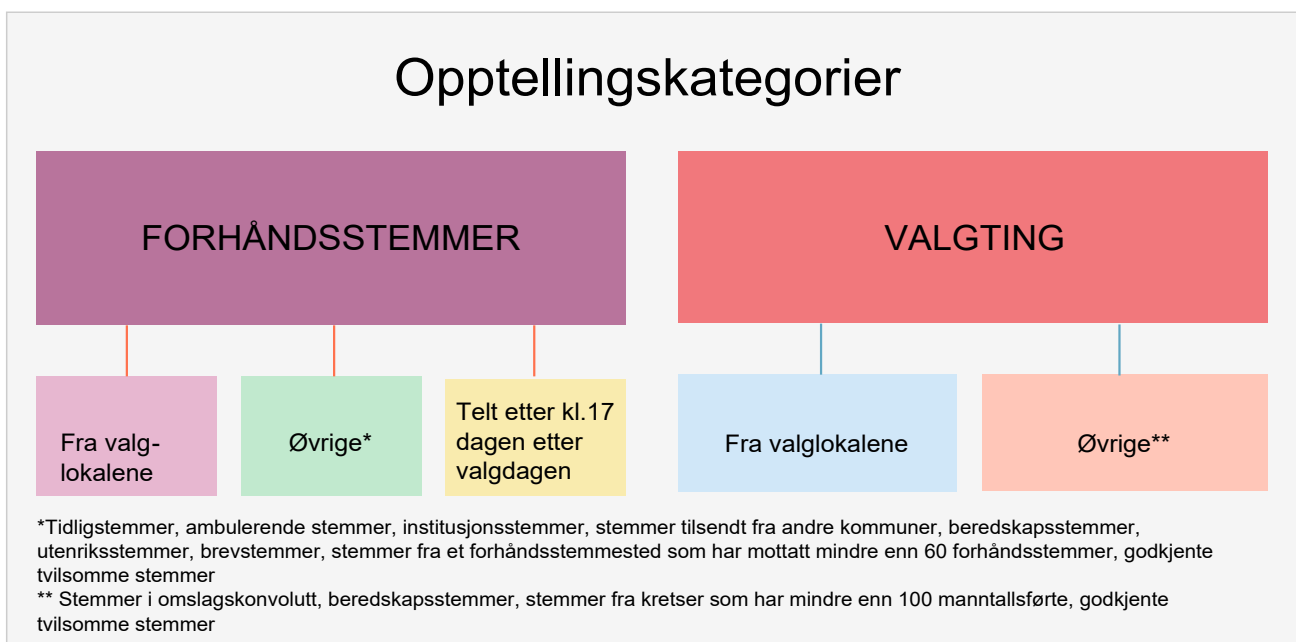 Opptellingskategorier
FORHÅNDSSTEMMER
VALGTING
Fra valg-
lokalene
Øvrige*
Telt etter kl.17
dagen etter
valgdagen
Fra valglokalene
Øvrige**
*Tidligstemmer, ambulerende stemmer, institusjonsstemmer, stemmer tilsendt fra andre kommuner, beredskapsstemmer,
utenriksstemmer, brevstemmer, stemmer fra et forhåndsstemmested som har mottatt mindre enn 60 forhåndsstemmer, godkjente
tvilsomme stemmer
** Stemmer i omslagskonvolutt, beredskapsstemmer, stemmer fra kretser som har mindre enn 100 manntallsførte, godkjente
tvilsomme stemmer